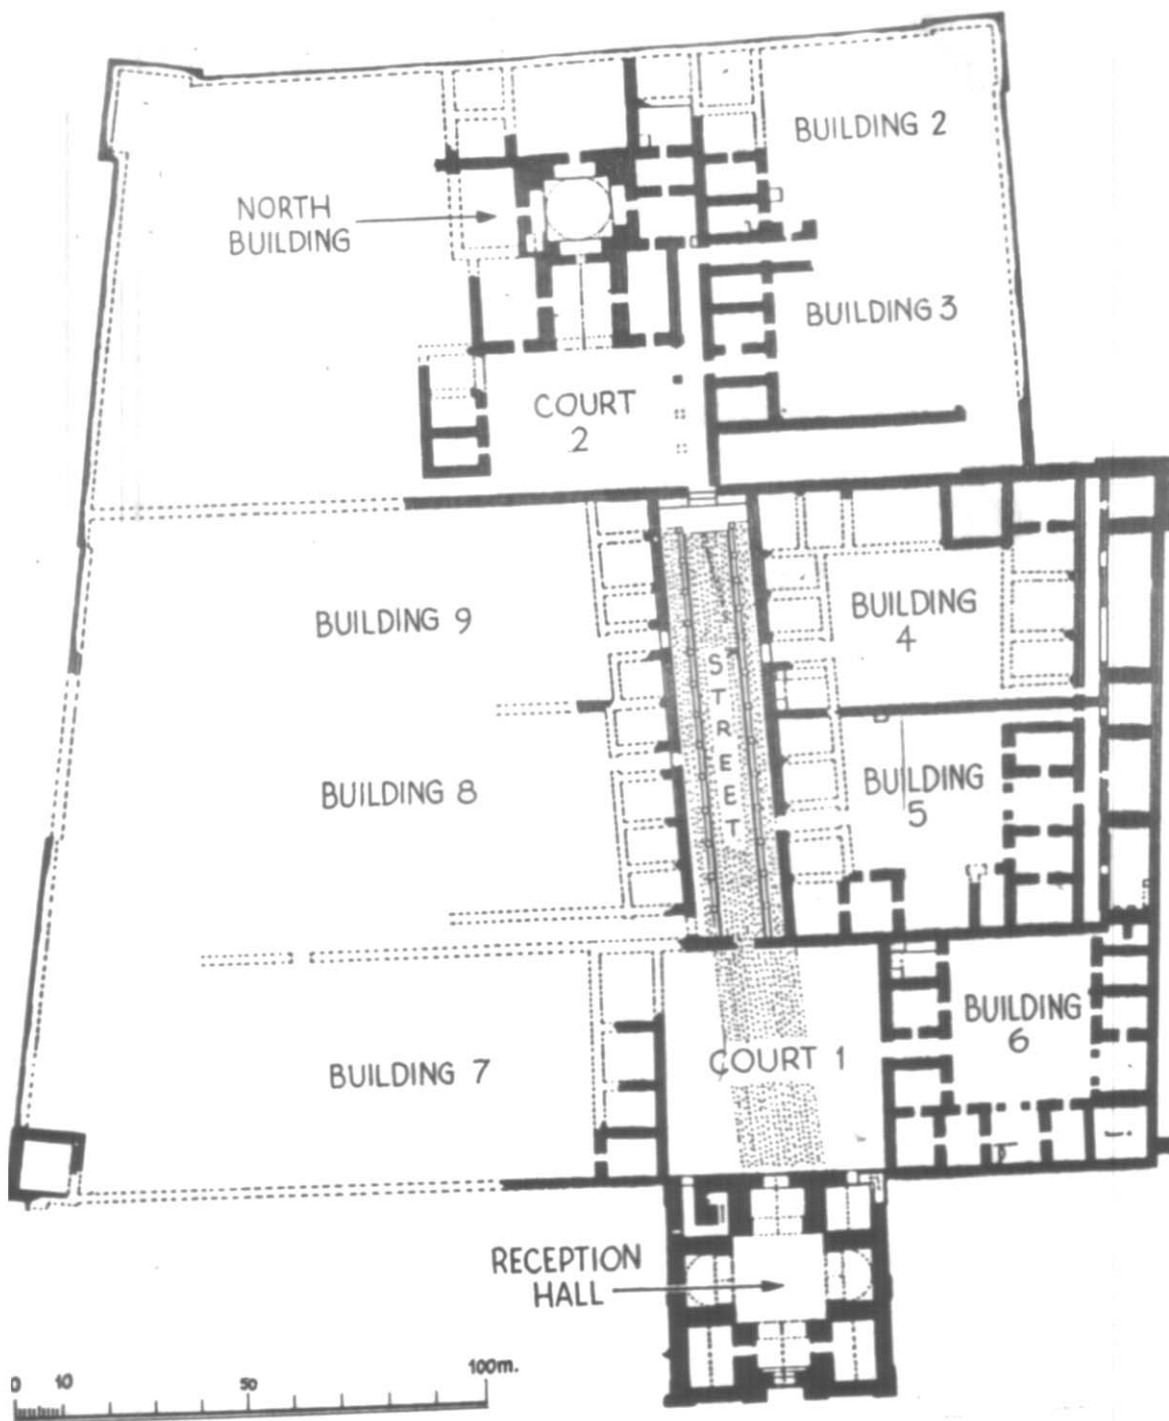 BUILDING 2
NORTH
BUILDING
BUILDING 3
COURT
2
BUILDING 9
BUILDING
4
STREET
BUILDING 8
BUILDING
5
BUILDING
6
BUILDING 7
COURT 1
RECEPTION
HALL
0 10 50 100m.